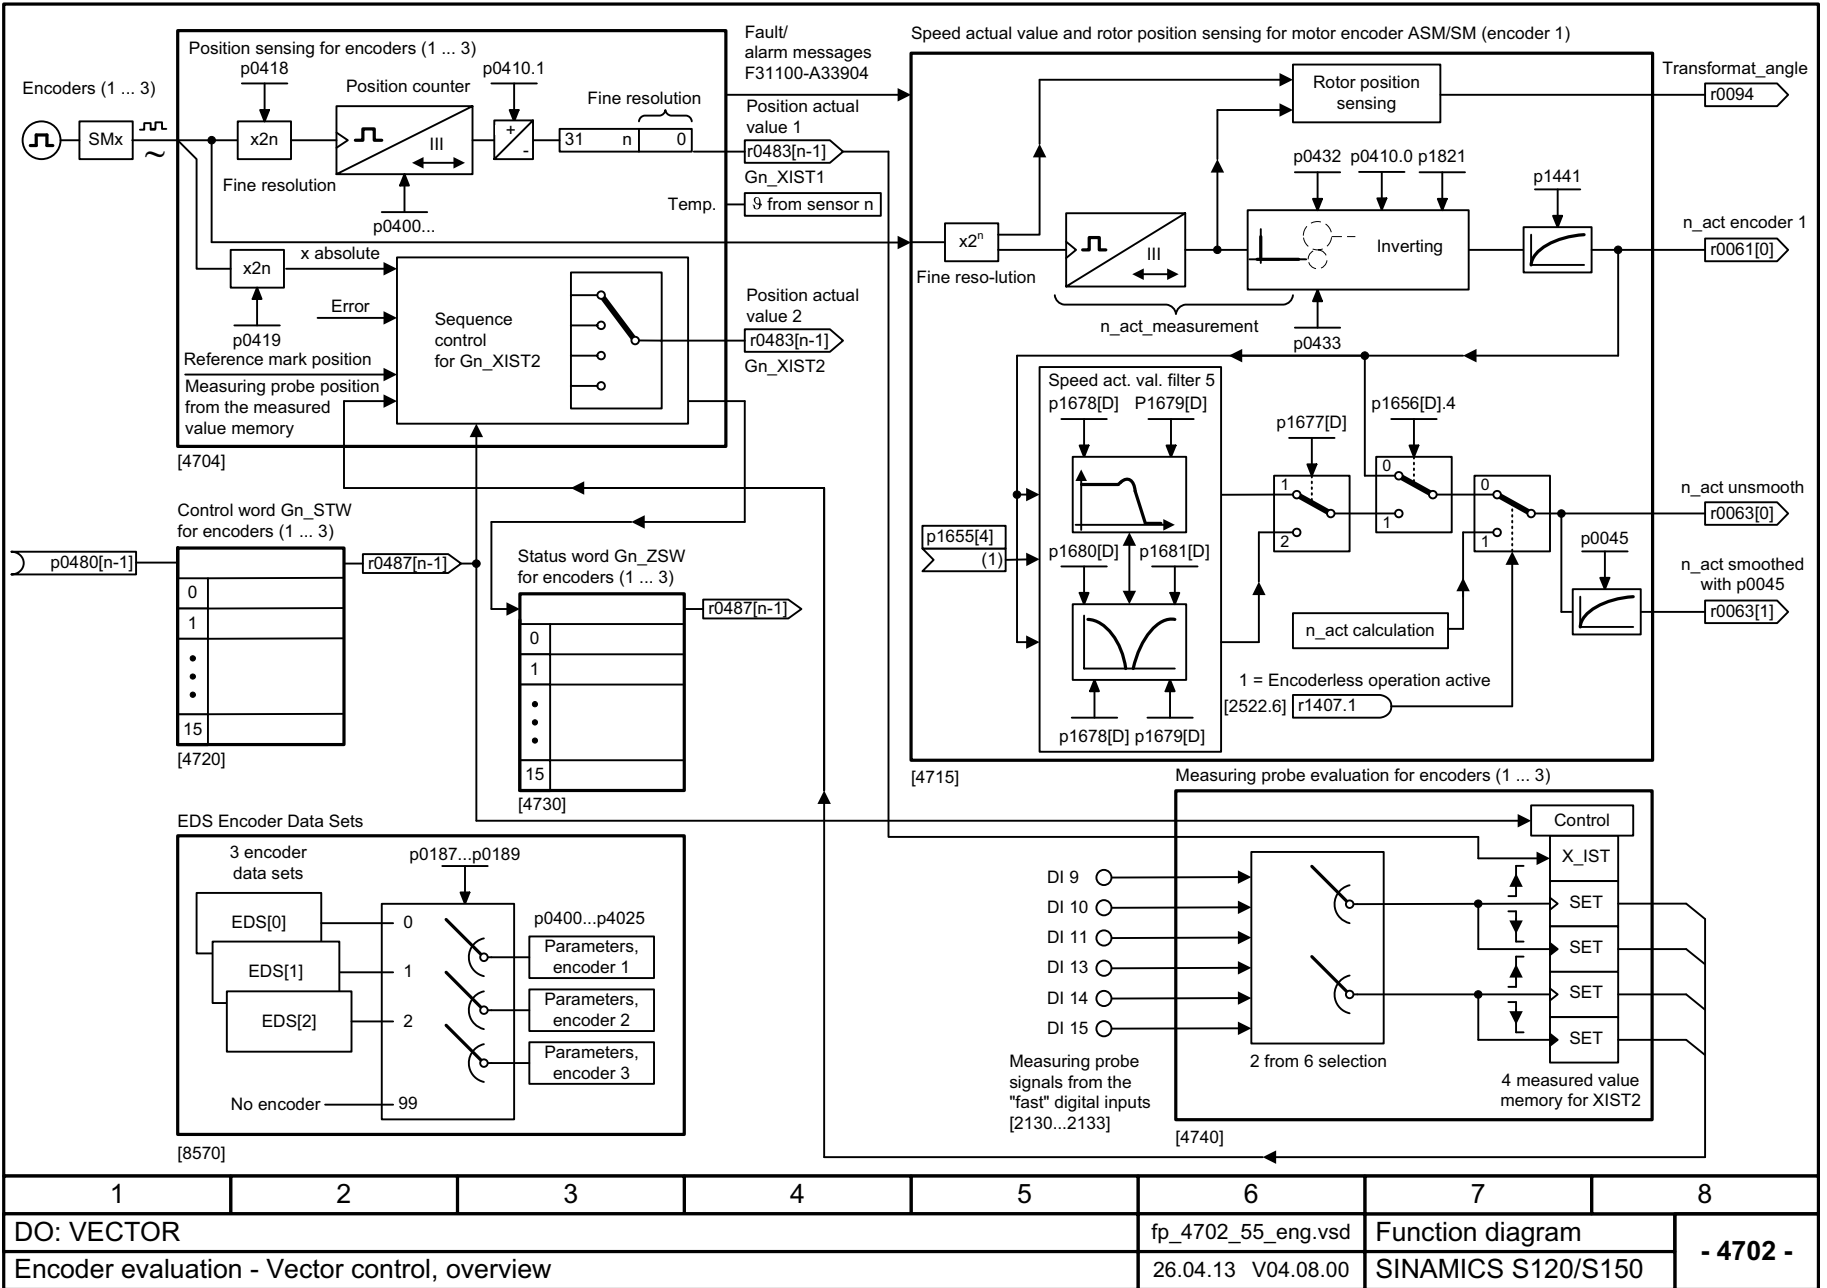 Position sensing for encoders (1 ... 3)
p0418
Position counter
p0410.1
Fine resolution
Encoders (1 ... 3)
SMx
x2n
III
+
-
31
n
0
Fine resolution
p0400...
x2n
x absolute
p0419
Error
Reference mark position
Measuring probe position
from the measured
value memory
Sequence
control
for Gn_XIST2
[4704]
Fault/
alarm messages
F31100-A33904
Position actual
value 1
r0483[n-1]
Gn_XIST1
Temp.
ϑ from sensor n
Position actual
value 2
r0483[n-1]
Gn_XIST2
Speed actual value and rotor position sensing for motor encoder ASM/SM (encoder 1)
Rotor position
sensing
Transformat_angle
r0094
p0432
p0410.0
p1821
p1441
x2ⁿ
Fine reso-lution
III
Inverting
n_act_measurement
p0433
n_act encoder 1
r0061[0]
Speed act. val. filter 5
p1678[D]
P1679[D]
p1680[D]
p1681[D]
p1678[D]
p1679[D]
p1655[4]
(1)
p1677[D]
1
2
p1656[D].4
0
1
0
1
n_act unsmooth
r0063[0]
p0045
n_act smoothed
with p0045
r0063[1]
n_act calculation
1 = Encoderless operation active
[2522.6]
r1407.1
[4715]
Control word Gn_STW
for encoders (1 ... 3)
p0480[n-1]
r0487[n-1]
0
1
15
[4720]
Status word Gn_ZSW
for encoders (1 ... 3)
r0487[n-1]
0
1
15
[4730]
EDS Encoder Data Sets
3 encoder
data sets
p0187...p0189
EDS[0]
EDS[1]
EDS[2]
0
1
2
No encoder
99
p0400...p4025
Parameters,
encoder 1
Parameters,
encoder 2
Parameters,
encoder 3
[8570]
Measuring probe evaluation for encoders (1 ... 3)
Control
X_IST
SET
SET
SET
SET
DI 9
DI 10
DI 11
DI 13
DI 14
DI 15
Measuring probe
signals from the
"fast" digital inputs
[2130...2133]
2 from 6 selection
4 measured value
memory for XIST2
[4740]
1
2
3
4
5
6
7
8
DO: VECTOR
fp_4702_55_eng.vsd
Function diagram
- 4702 -
Encoder evaluation - Vector control, overview
26.04.13 V04.08.00
SINAMICS S120/S150